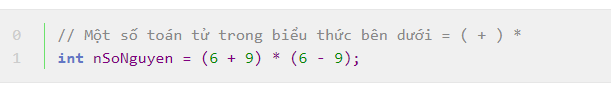 0 // Một số toán tử trong biểu thức bên dưới = ( + ) *
1 int nSoNguyen = (6 + 9) * (6 - 9);